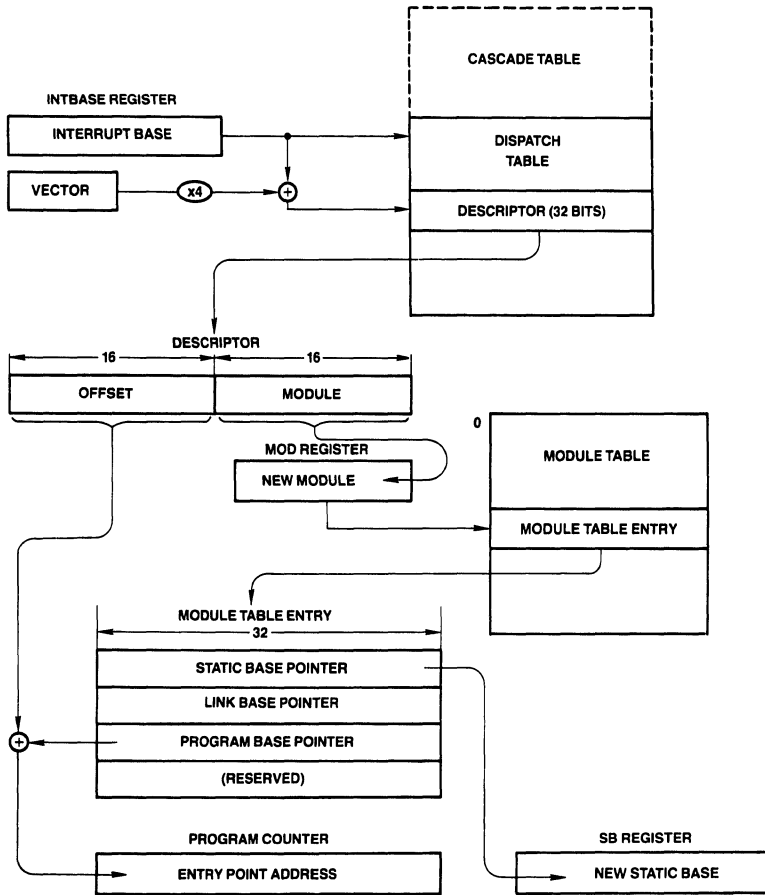 CASCADE TABLE
INTBASE REGISTER
INTERRUPT BASE
DISPATCH
TABLE
VECTOR
x4
+
DESCRIPTOR (32 BITS)
DESCRIPTOR
16
16
OFFSET
MODULE
MOD REGISTER
NEW MODULE
0
MODULE TABLE
MODULE TABLE ENTRY
MODULE TABLE ENTRY
32
STATIC BASE POINTER
LINK BASE POINTER
+
PROGRAM BASE POINTER
(RESERVED)
PROGRAM COUNTER
ENTRY POINT ADDRESS
SB REGISTER
NEW STATIC BASE